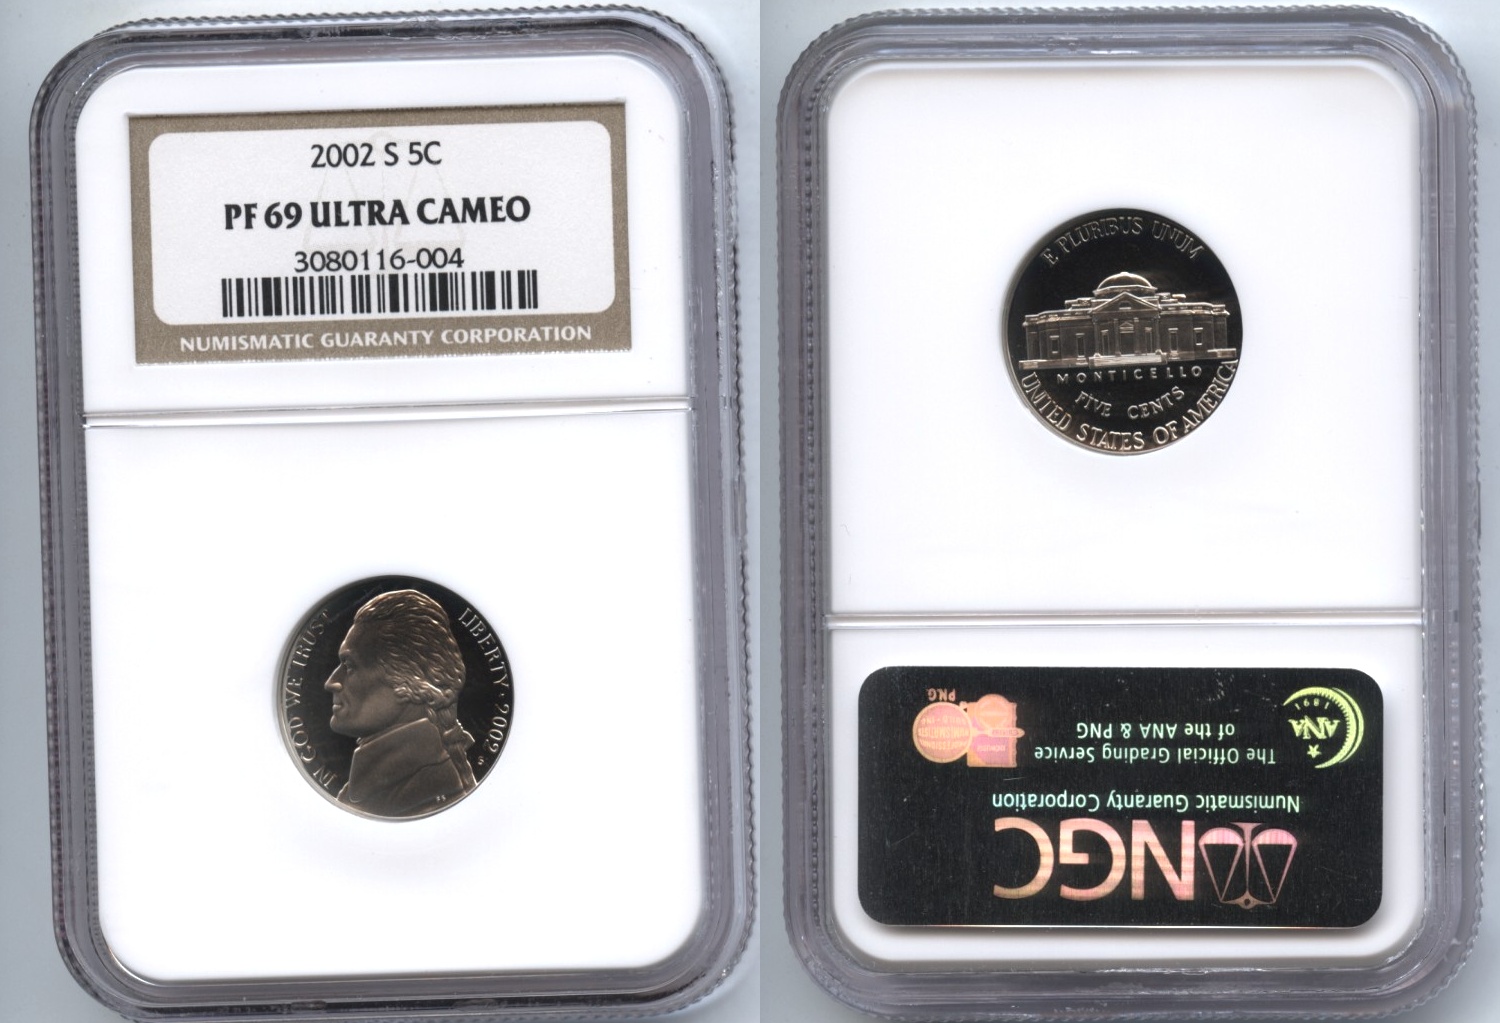 2002 S 5C
PF 69 ULTRA CAMEO
3080116-004
NUMISMATIC GUARANTY CORPORATION
IN GOD WE TRUST
LIBERTY
2002
S
FS
E PLURIBUS UNUM
MONTICELLO
FIVE CENTS
UNITED STATES OF AMERICA
NGC
Numismatic Guaranty Corporation
The Official Grading Service
of the ANA & PNG
ANA
1891
PNG